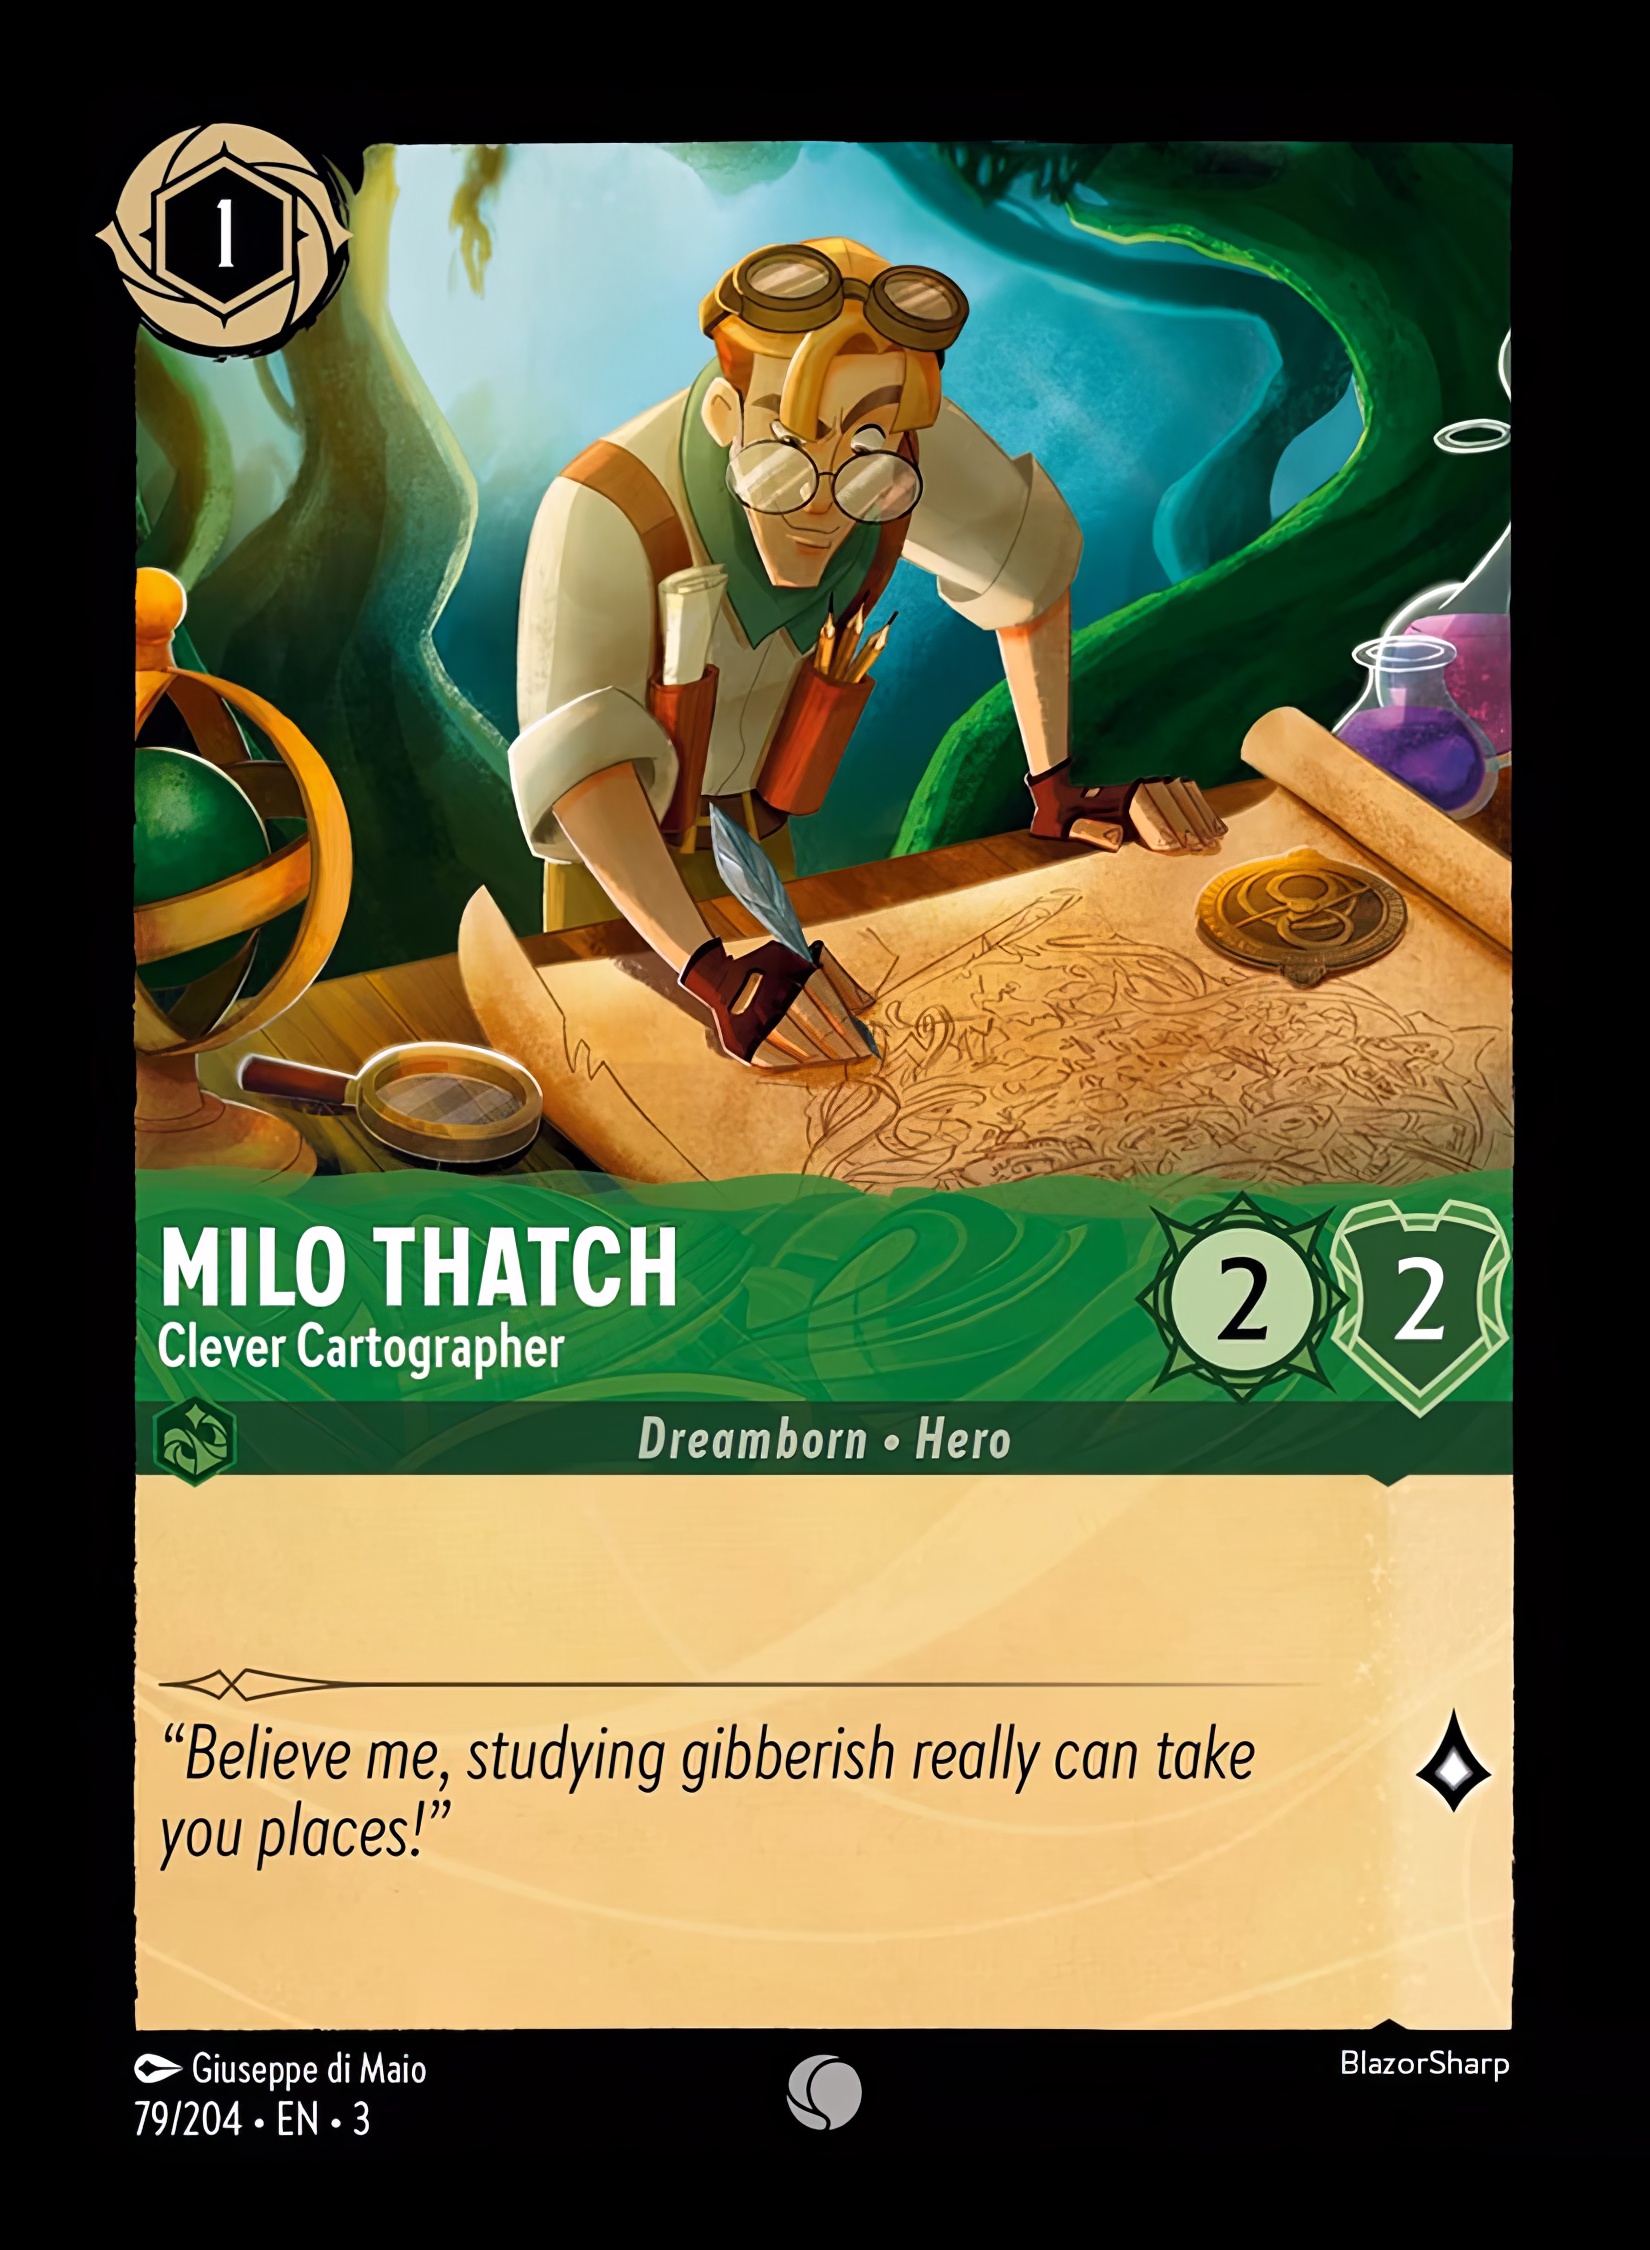 1
MILO THATCH
Clever Cartographer
2 2
Dreamborn • Hero
“Believe me, studying gibberish really can take
you places!”
Giuseppe di Maio
79/204 • EN • 3
BlazorSharp